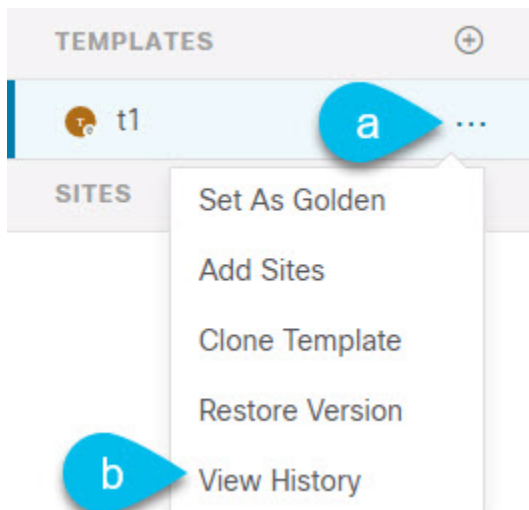 TEMPLATES
T
t1
a
...
SITES
Set As Golden
Add Sites
Clone Template
Restore Version
b
View History